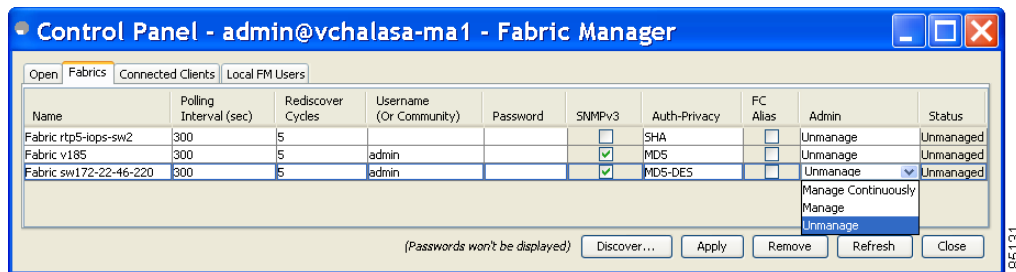 Control Panel - admin@vchalasa-ma1 - Fabric Manager
Open Fabrics Connected Clients Local FM Users
Name Polling Interval (sec) Rediscover Cycles Username (Or Community) Password SNMPv3 Auth-Privacy FC Alias Admin Status
Fabric rtp5-iops-sw2 300 5 SHA Unmanage Unmanaged
Fabric v185 300 5 admin MD5 Unmanage Unmanaged
Fabric sw172-22-46-220 300 5 admin MD5-DES Unmanage Unmanaged
Manage Continuously
Manage
Unmanage
(Passwords won't be displayed) Discover... Apply Remove Refresh Close
95131